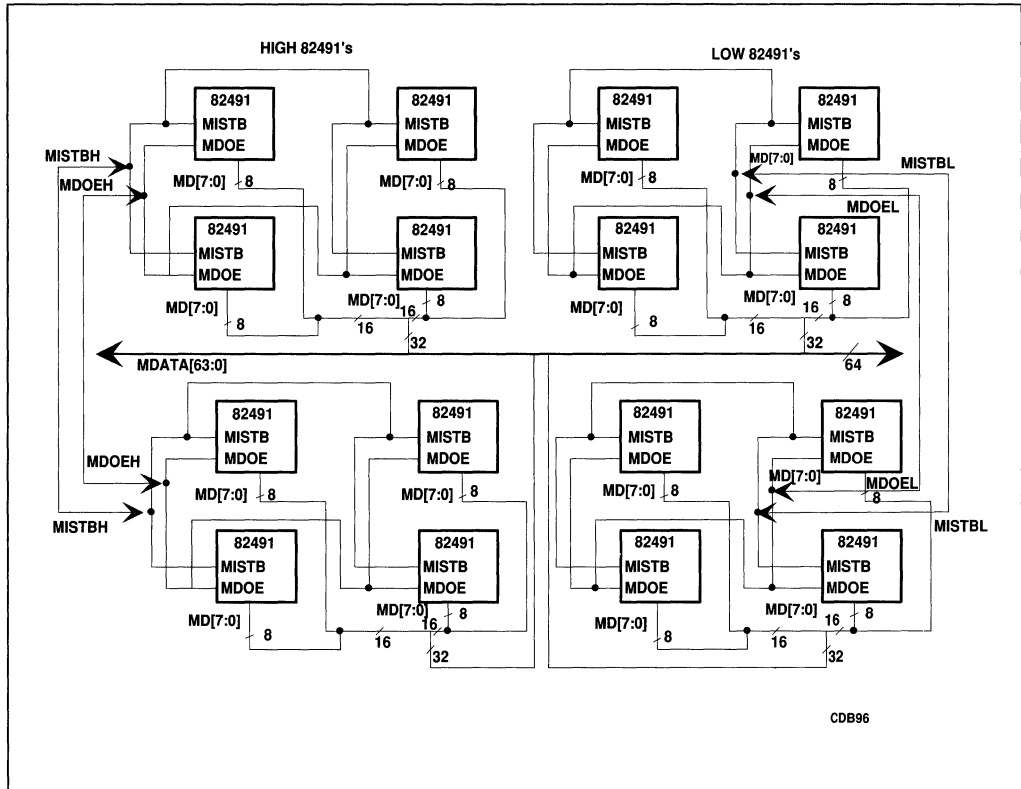 HIGH 82491's
LOW 82491's
82491
MISTB
MDOE
82491
MISTB
MDOE
82491
MISTB
MDOE
82491
MISTB
MDOE
MISTBH
MDOEH
MD[7:0] 8
MD[7:0] 8
MD[7:0] 8
MD[7:0]
8
MISTBL
MDOEL
82491
MISTB
MDOE
82491
MISTB
MDOE
82491
MISTB
MDOE
82491
MISTB
MDOE
MD[7:0] 8
MD[7:0] 8
16
16
32
MD[7:0] 8
MD[7:0] 8
16
16
32
MDATA[63:0]
64
82491
MISTB
MDOE
82491
MISTB
MDOE
82491
MISTB
MDOE
82491
MISTB
MDOE
MDOEH
MISTBH
MD[7:0] 8
MD[7:0] 8
MD[7:0] 8
MD[7:0]
8
MDOEL
MISTBL
82491
MISTB
MDOE
82491
MISTB
MDOE
82491
MISTB
MDOE
82491
MISTB
MDOE
MD[7:0] 8
MD[7:0] 8
16
16
32
MD[7:0] 8
MD[7:0] 8
16
16
32
CDB96